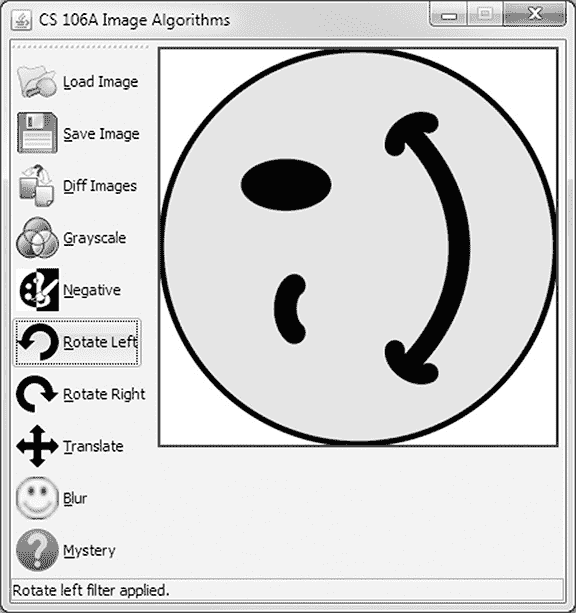 CS 106A Image Algorithms
Load Image
Save Image
Diff Images
Grayscale
Negative
Rotate Left
Rotate Right
Translate
Blur
Mystery
Rotate left filter applied.